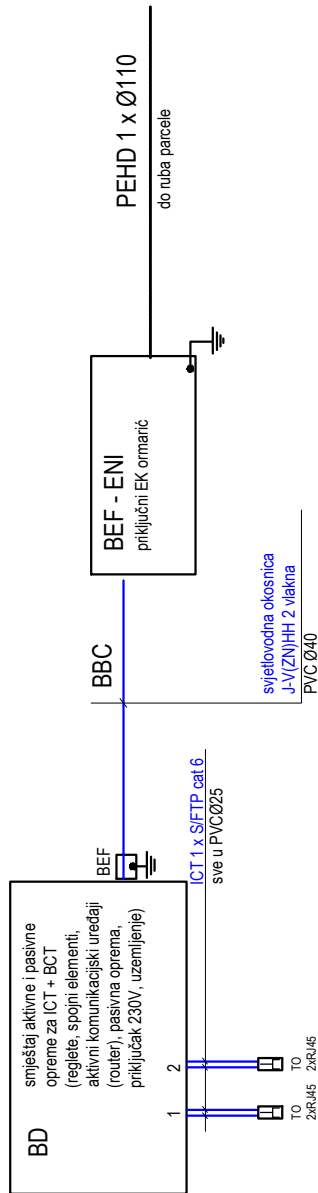 PEHD 1 x Ø110
do ruba parcele
BEF - ENI
priključni EK ormarić
BBC
svjetlovodna okosnica
J-V(ZN)HH 2 vlakna
PVC Ø40
BEF
ICT 1 x S/FTP cat 6
sve u PVCØ25
BD
smještaj aktivne i pasivne
opreme za ICT + BCT
(reglete, spojni elementi,
aktivni komunikacijski uređaji
(router), pasivna oprema,
priključak 230V, uzemljenje)
1
2
TO
2xRJ45
TO
2xRJ45